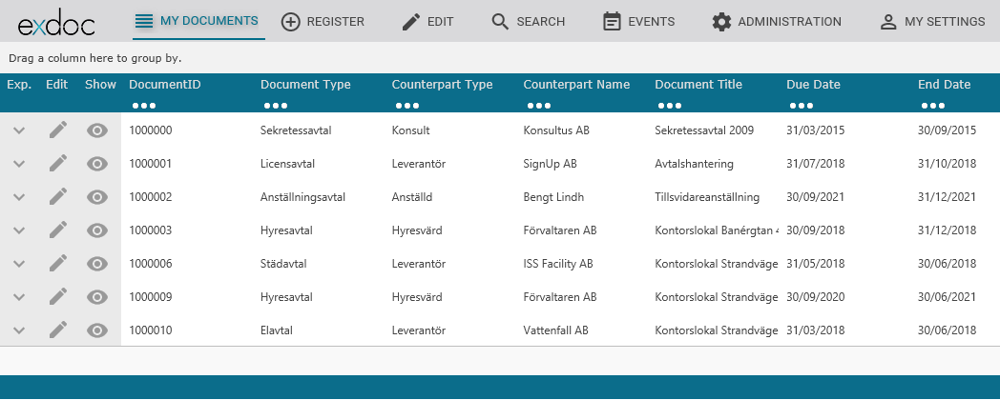 exdoc MY DOCUMENTS REGISTER EDIT SEARCH EVENTS ADMINISTRATION MY SETTINGS
Drag a column here to group by.
Exp. Edit Show DocumentID Document Type Counterpart Type Counterpart Name Document Title Due Date End Date
1000000 Sekretessavtal Konsult Konsultus AB Sekretessavtal 2009 31/03/2015 30/09/2015
1000001 Licensavtal Leverantör SignUp AB Avtalshantering 31/07/2018 31/10/2018
1000002 Anställningsavtal Anställd Bengt Lindh Tillsvidareanställning 30/09/2021 31/12/2021
1000003 Hyresavtal Hyresvärd Förvaltaren AB Kontorslokal Banérgtan 4 30/09/2018 31/12/2018
1000006 Städavtal Leverantör ISS Facility AB Kontorslokal Strandväge 31/05/2018 30/06/2018
1000009 Hyresavtal Hyresvärd Förvaltaren AB Kontorslokal Strandväge 30/09/2020 30/06/2021
1000010 Elavtal Leverantör Vattenfall AB Kontorslokal Strandväge 31/03/2018 30/06/2018